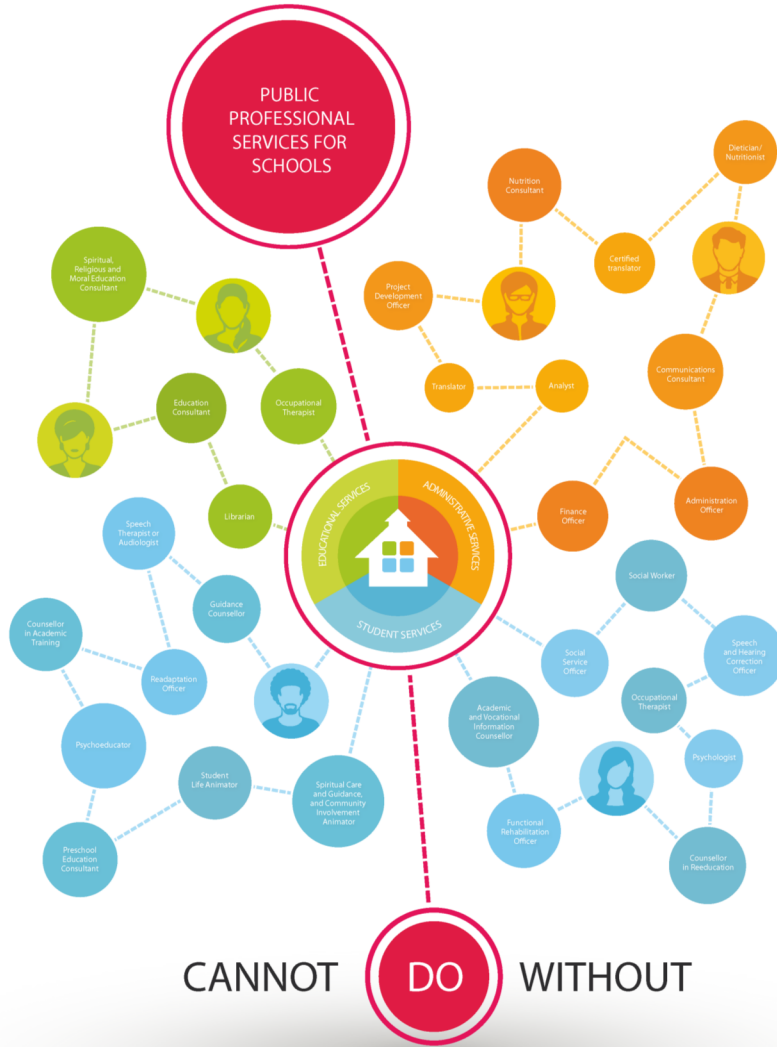 PUBLIC
PROFESSIONAL
SERVICES FOR
SCHOOLS
Spiritual,
Religious and
Moral Education
Consultant
Education
Consultant
Occupational
Therapist
Librarian
Nutrition
Consultant
Dietician/
Nutritionist
Certified
translator
Project
Development
Officer
Translator
Analyst
Communications
Consultant
Finance
Officer
Administration
Officer
EDUCATIONAL SERVICES
ADMINISTRATIVE SERVICES
STUDENT SERVICES
Speech
Therapist or
Audiologist
Guidance
Counsellor
Counsellor
in Academic
Training
Readaptation
Officer
Psychoeducator
Student
Life Animator
Spiritual Care
and Guidance,
and Community
Involvement
Animator
Preschool
Education
Consultant
Social Worker
Social
Service
Officer
Speech
and Hearing
Correction
Officer
Academic
and Vocational
Information
Counsellor
Occupational
Therapist
Psychologist
Functional
Rehabilitation
Officer
Counsellor
in Reeducation
CANNOT DO WITHOUT